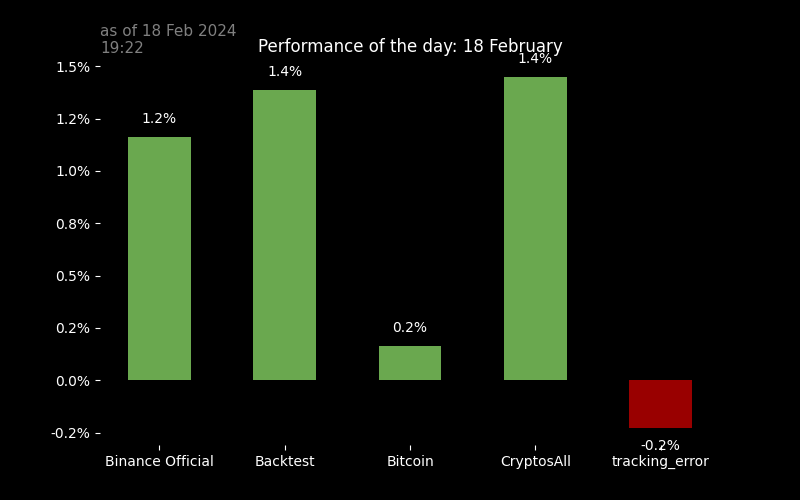 as of 18 Feb 2024
19:22
Performance of the day: 18 February
1.5%
1.2%
1.0%
0.8%
0.5%
0.2%
0.0%
-0.2%
1.2%
1.4%
0.2%
1.4%
-0.2%
Binance Official
Backtest
Bitcoin
CryptosAll
tracking_error